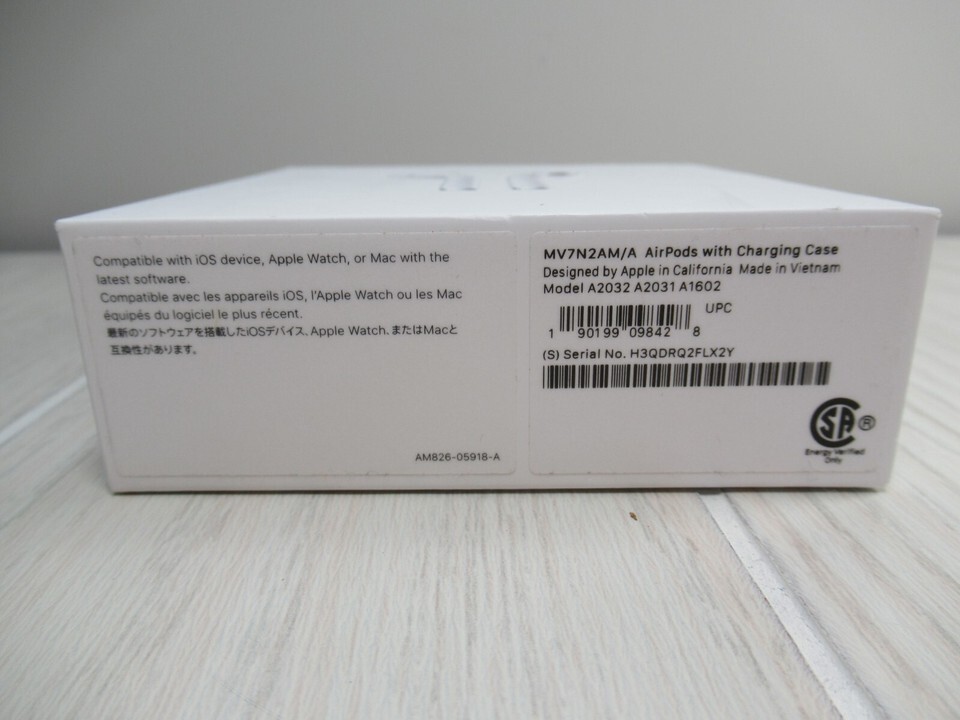 Compatible with iOS device, Apple Watch, or Mac with the
latest software.
Compatible avec les appareils iOS, l'Apple Watch ou les Mac
équipés du logiciel le plus récent.
最新のソフトウェアを搭載したiOSデバイス、Apple Watch、またはMacと
互換性があります。
AM826-05918-A
MV7N2AM/A AirPods with Charging Case
Designed by Apple in California Made in Vietnam
Model A2032 A2031 A1602
UPC
1 90199 09842 8
(S) Serial No. H3QDRQ2FLX2Y
SA ®
Energy Verified
Only